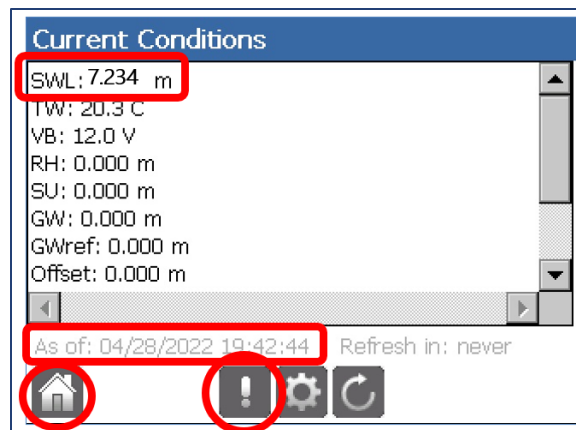 Current Conditions
SWL: 7.234 m
TW: 20.3 C
VB: 12.0 V
RH: 0.000 m
SU: 0.000 m
GW: 0.000 m
GWref: 0.000 m
Offset: 0.000 m
As of: 04/28/2022 19:42:44 Refresh in: never
!